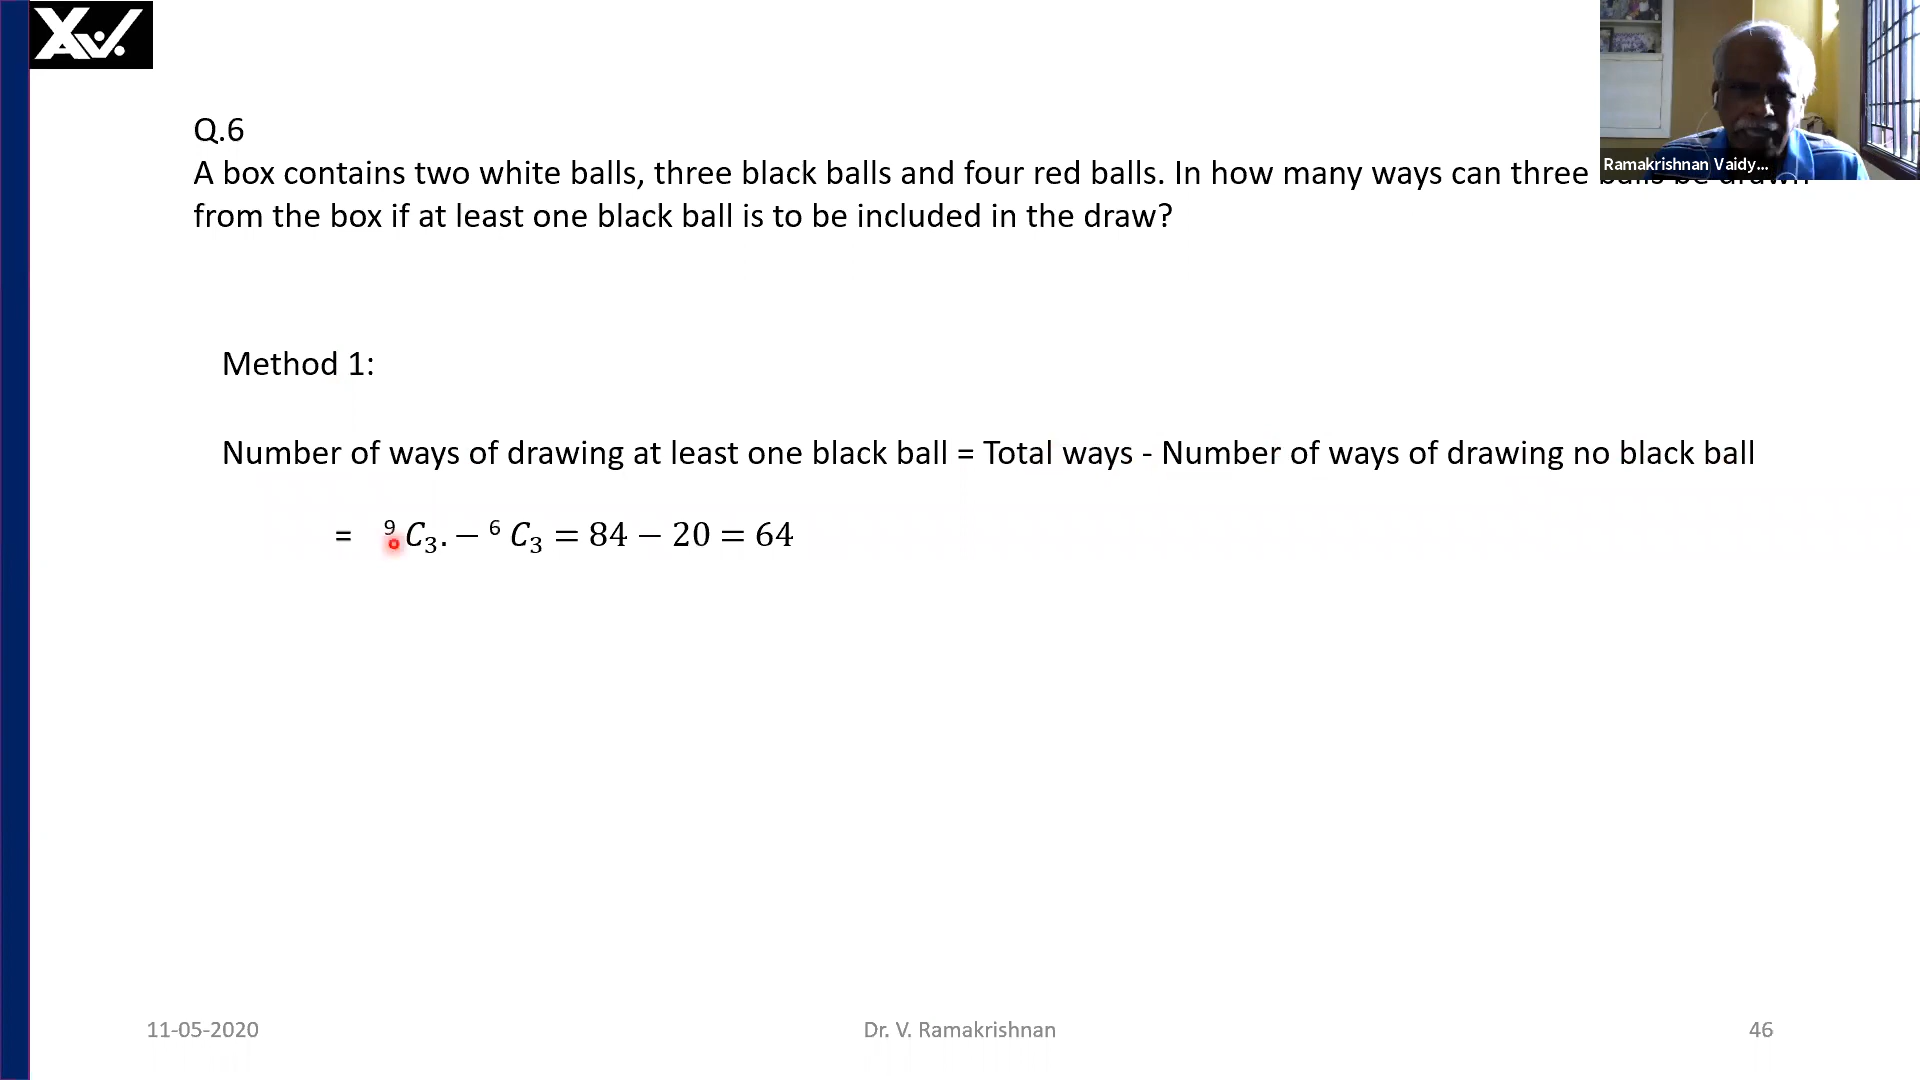 XV.
Ramakrishnan Vaidy...
Q.6
A box contains two white balls, three black balls and four red balls. In how many ways can three balls be drawn
from the box if at least one black ball is to be included in the draw?
Method 1:
Number of ways of drawing at least one black ball = Total ways - Number of ways of drawing no black ball
= ⁹C₃. − ⁶C₃ = 84 − 20 = 64
11-05-2020
Dr. V. Ramakrishnan
46